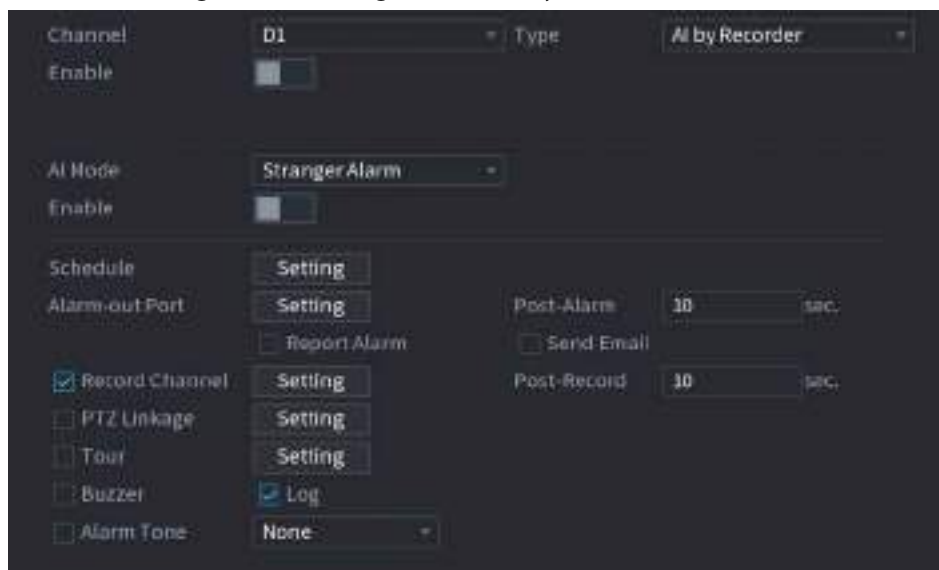 Channel D1 Type AI by Recorder
Enable
AI Mode Stranger Alarm
Enable
Schedule Setting
Alarm-out Port Setting Post-Alarm 10 sec.
Report Alarm Send Email
Record Channel Setting Post-Record 10 sec.
PTZ Linkage Setting
Tour Setting
Buzzer Log
Alarm Tone None